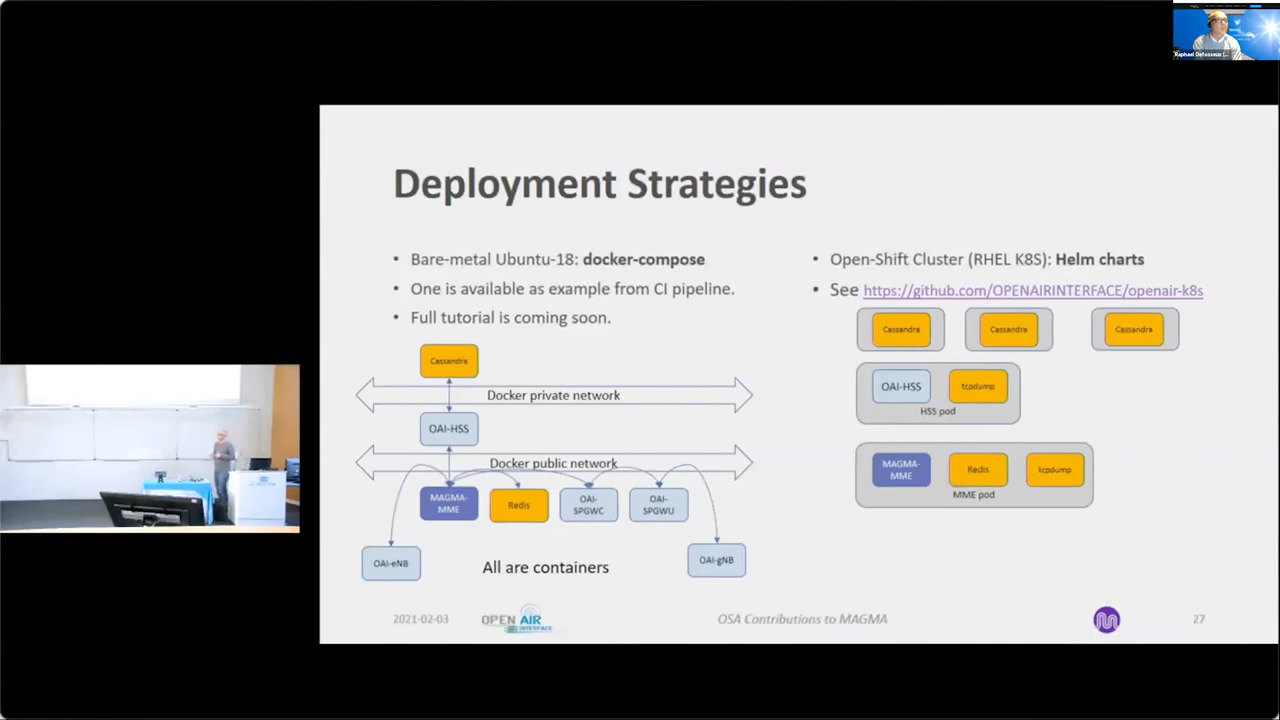 Raphael Defosseux (...
Deployment Strategies
• Bare-metal Ubuntu-18: docker-compose
• One is available as example from CI pipeline.
• Full tutorial is coming soon.
Cassandra
Docker private network
OAI-HSS
Docker public network
MAGMA-MME
Redis
OAI-SPGWC
OAI-SPGWU
OAI-eNB
All are containers
OAI-gNB
• Open-Shift Cluster (RHEL K8S): Helm charts
• See https://github.com/OPENAIRINTERFACE/openair-k8s
Cassandra
Cassandra
Cassandra
OAI-HSS
tcpdump
HSS pod
MAGMA-MME
Redis
tcpdump
MME pod
2021-02-03
OPEN AIR INTERFACE
OSA Contributions to MAGMA
27